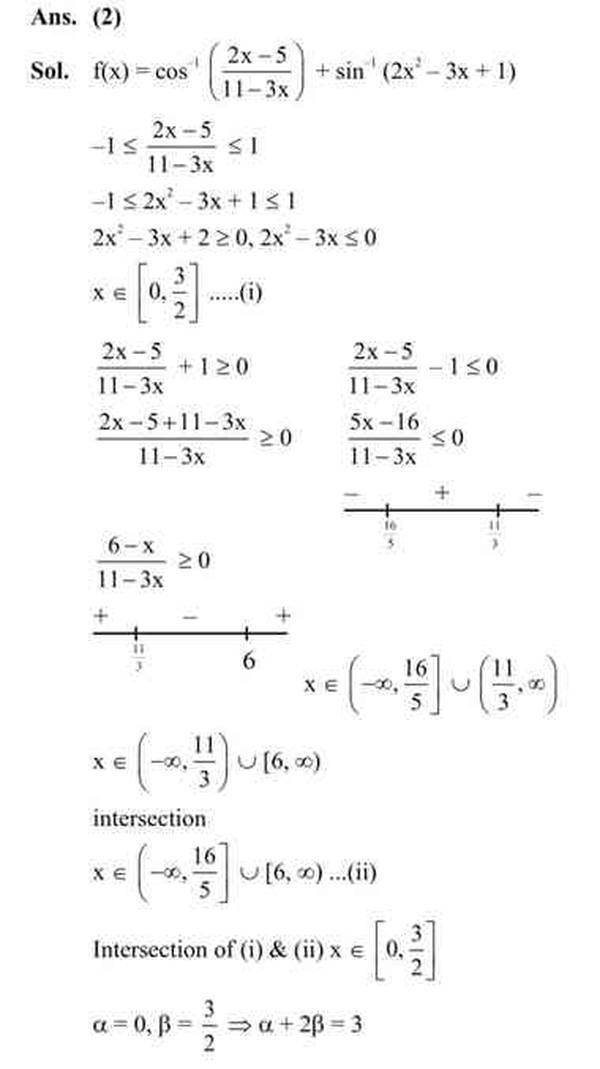 Ans. (2)
Sol. f(x) = cos⁻¹ ((2x – 5)/(11 – 3x)) + sin⁻¹ (2x² – 3x + 1)
–1 ≤ (2x – 5)/(11 – 3x) ≤ 1
–1 ≤ 2x² – 3x + 1 ≤ 1
2x² – 3x + 2 ≥ 0, 2x² – 3x ≤ 0
x ∈ [0, 3/2] .....(i)
(2x – 5)/(11 – 3x) + 1 ≥ 0 (2x – 5)/(11 – 3x) – 1 ≤ 0
(2x – 5 + 11 – 3x)/(11 – 3x) ≥ 0 (5x – 16)/(11 – 3x) ≤ 0
– + –
16/5 11/3
(6 – x)/(11 – 3x) ≥ 0
+ – +
11/3 6
x ∈ (–∞, 16/5] ∪ (11/3, ∞)
x ∈ (–∞, 11/3) ∪ [6, ∞)
intersection
x ∈ (–∞, 16/5] ∪ [6, ∞) ...(ii)
Intersection of (i) & (ii) x ∈ [0, 3/2]
α = 0, β = 3/2 ⇒ α + 2β = 3